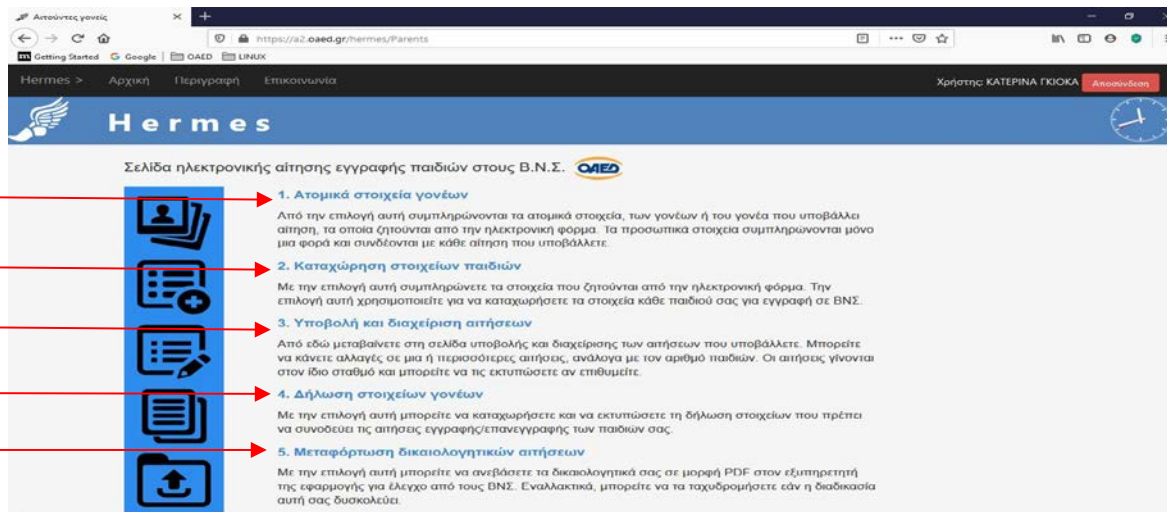 Αιτούντες γονείς
https://a2.oaed.gr/hermes/Parents
Getting Started Google OAED LINUX
Hermes > Αρχική Περιγραφή Επικοινωνία Χρήστης: ΚΑΤΕΡΙΝΑ ΓΚΙΟΚΑ Αποσύνδεση
Hermes
Σελίδα ηλεκτρονικής αίτησης εγγραφής παιδιών στους Β.Ν.Σ. ΟΑΕD
1. Ατομικά στοιχεία γονέων
Από την επιλογή αυτή συμπληρώνονται τα ατομικά στοιχεία, των γονέων ή του γονέα που υποβάλλει
αίτηση, τα οποία ζητούνται από την ηλεκτρονική φόρμα. Τα προσωπικά στοιχεία συμπληρώνονται μόνο
μια φορά και συνδέονται με κάθε αίτηση που υποβάλλετε.
2. Καταχώρηση στοιχείων παιδιών
Με την επιλογή αυτή συμπληρώνετε τα στοιχεία που ζητούνται από την ηλεκτρονική φόρμα. Την
επιλογή αυτή χρησιμοποιείτε για να καταχωρήσετε τα στοιχεία κάθε παιδιού σας για εγγραφή σε ΒΝΣ.
3. Υποβολή και διαχείριση αιτήσεων
Από εδώ μεταβαίνετε στη σελίδα υποβολής και διαχείρισης των αιτήσεων που υποβάλλετε. Μπορείτε
να κάνετε αλλαγές σε μια ή περισσότερες αιτήσεις, ανάλογα με τον αριθμό παιδιών. Οι αιτήσεις γίνονται
στον ίδιο σταθμό και μπορείτε να τις εκτυπώσετε αν επιθυμείτε.
4. Δήλωση στοιχείων γονέων
Με την επιλογή αυτή μπορείτε να καταχωρήσετε και να εκτυπώσετε τη δήλωση στοιχείων που πρέπει
να συνοδεύει τις αιτήσεις εγγραφής/επανεγγραφής των παιδιών σας.
5. Μεταφόρτωση δικαιολογητικών αιτήσεων
Με την επιλογή αυτή μπορείτε να ανεβάσετε τα δικαιολογητικά σας σε μορφή PDF στον εξυπηρετητή
της εφαρμογής για έλεγχο από τους ΒΝΣ. Εναλλακτικά, μπορείτε να τα ταχυδρομήσετε εάν η διαδικασία
αυτή σας δυσκολεύει.